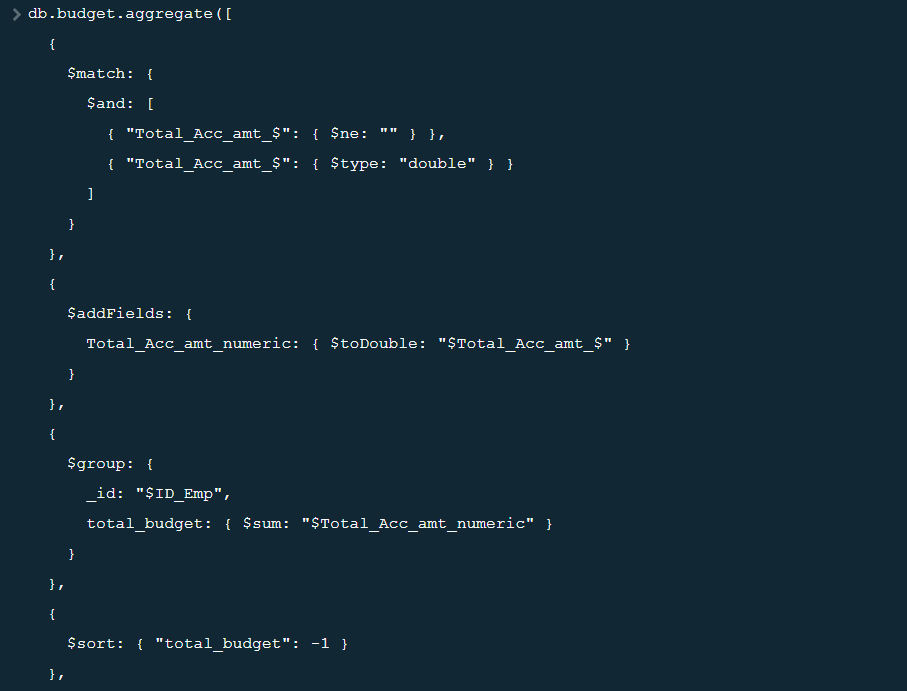 > db.budget.aggregate([
{
$match: {
$and: [
{ "Total_Acc_amt_$": { $ne: "" } },
{ "Total_Acc_amt_$": { $type: "double" } }
]
}
},
{
$addFields: {
Total_Acc_amt_numeric: { $toDouble: "$Total_Acc_amt_$" }
}
},
{
$group: {
_id: "$ID_Emp",
total_budget: { $sum: "$Total_Acc_amt_numeric" }
}
},
{
$sort: { "total_budget": -1 }
},